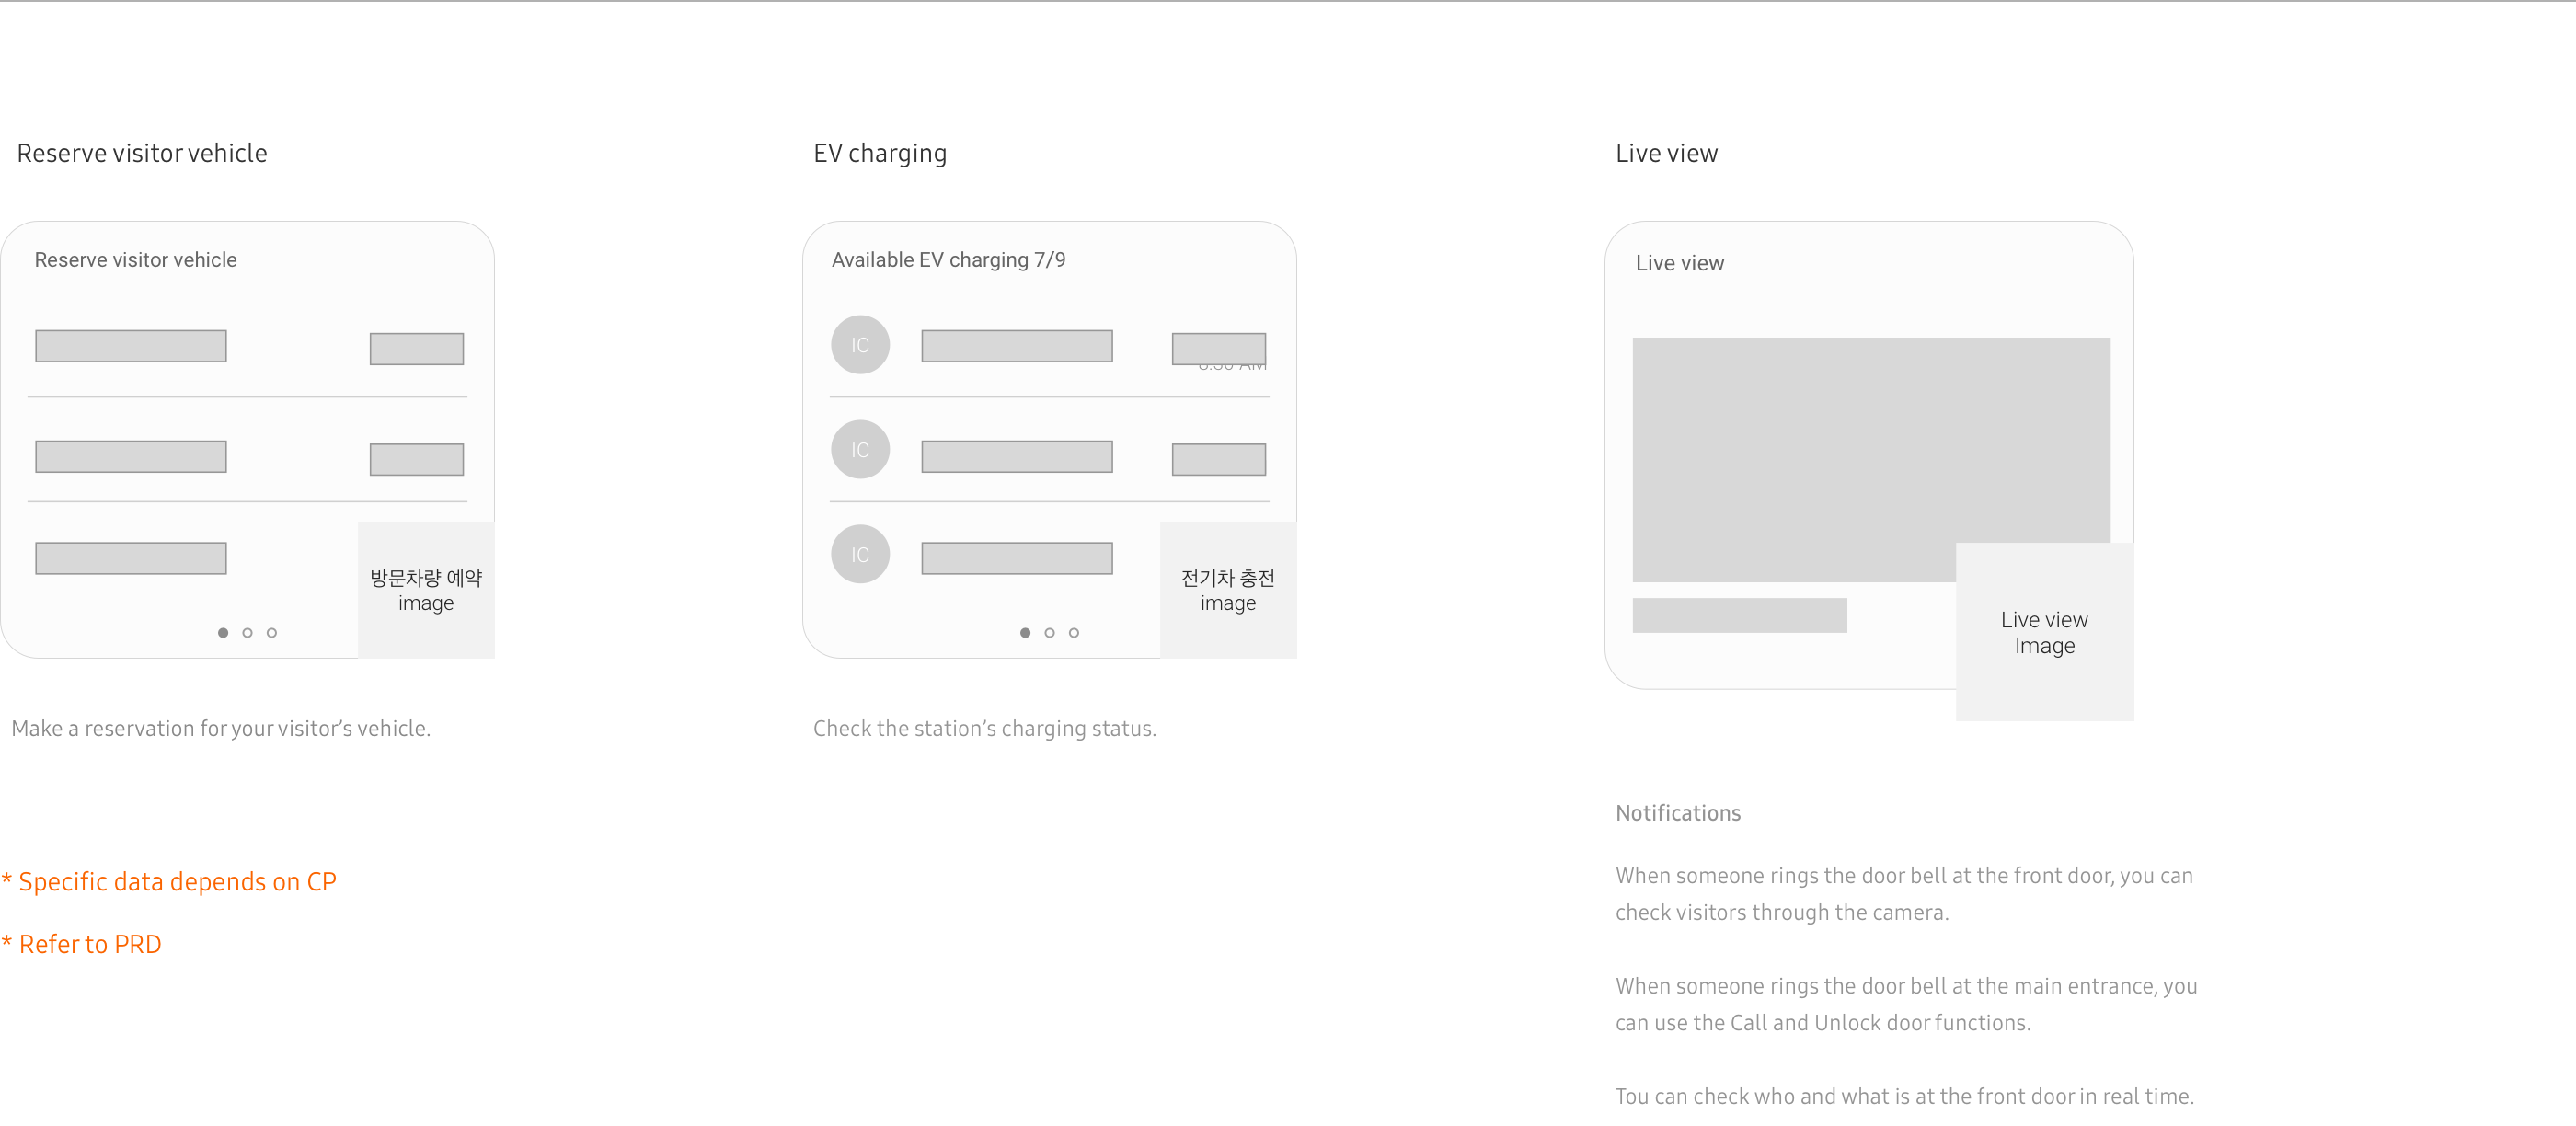 Reserve visitor vehicle
Reserve visitor vehicle
방문차량 예약
image
Make a reservation for your visitor’s vehicle.
* Specific data depends on CP
* Refer to PRD
EV charging
Available EV charging 7/9
IC
IC
IC
전기차 충전
image
Check the station’s charging status.
Live view
Live view
Live view
Image
Notifications
When someone rings the door bell at the front door, you can
check visitors through the camera.
When someone rings the door bell at the main entrance, you
can use the Call and Unlock door functions.
Tou can check who and what is at the front door in real time.